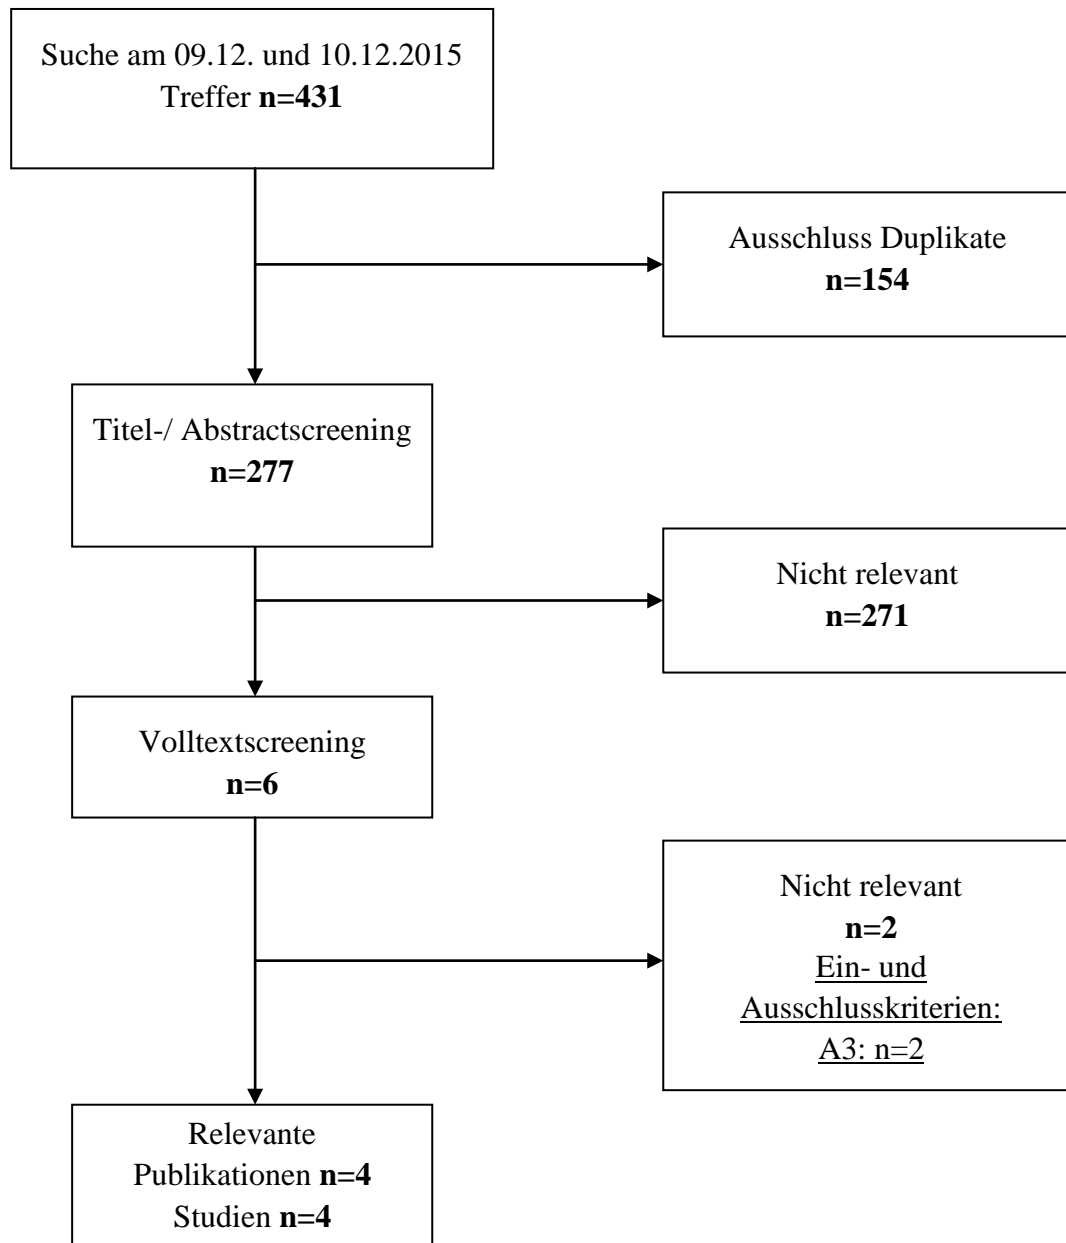 Suche am 09.12. und 10.12.2015
Treffer n=431
Ausschluss Duplikate
n=154
Titel-/ Abstractscreening
n=277
Nicht relevant
n=271
Volltextscreening
n=6
Nicht relevant
n=2
Ein- und
Ausschlusskriterien:
A3: n=2
Relevante
Publikationen n=4
Studien n=4